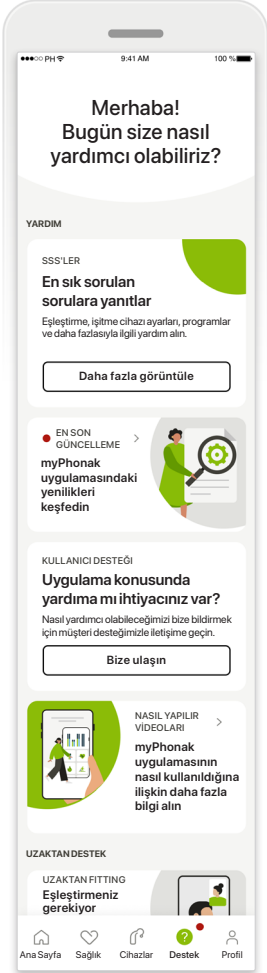 PH
9:41 AM
100 %
Merhaba!
Bugün size nasıl
yardımcı olabiliriz?
YARDIM
SSS'LER
En sık sorulan
sorulara yanıtlar
Eşleştirme, işitme cihazı ayarları, programlar
ve daha fazlasıyla ilgili yardım alın.
Daha fazla görüntüle
EN SON
GÜNCELLEME
myPhonak
uygulamasındaki
yenilikleri
keşfedin
KULLANICI DESTEĞİ
Uygulama konusunda
yardıma mı ihtiyacınız var?
Nasıl yardımcı olabileceğimizi bize bildirmek
için müşteri desteğimizle iletişime geçin.
Bize ulaşın
NASIL YAPILIR
VİDEOLARI
myPhonak
uygulamasının
nasıl kullanıldığına
ilişkin daha fazla
bilgi alın
UZAKTAN DESTEK
UZAKTAN FITTING
Eşleştirmeniz
gerekiyor
Ana Sayfa
Sağlık
Cihazlar
Destek
Profil